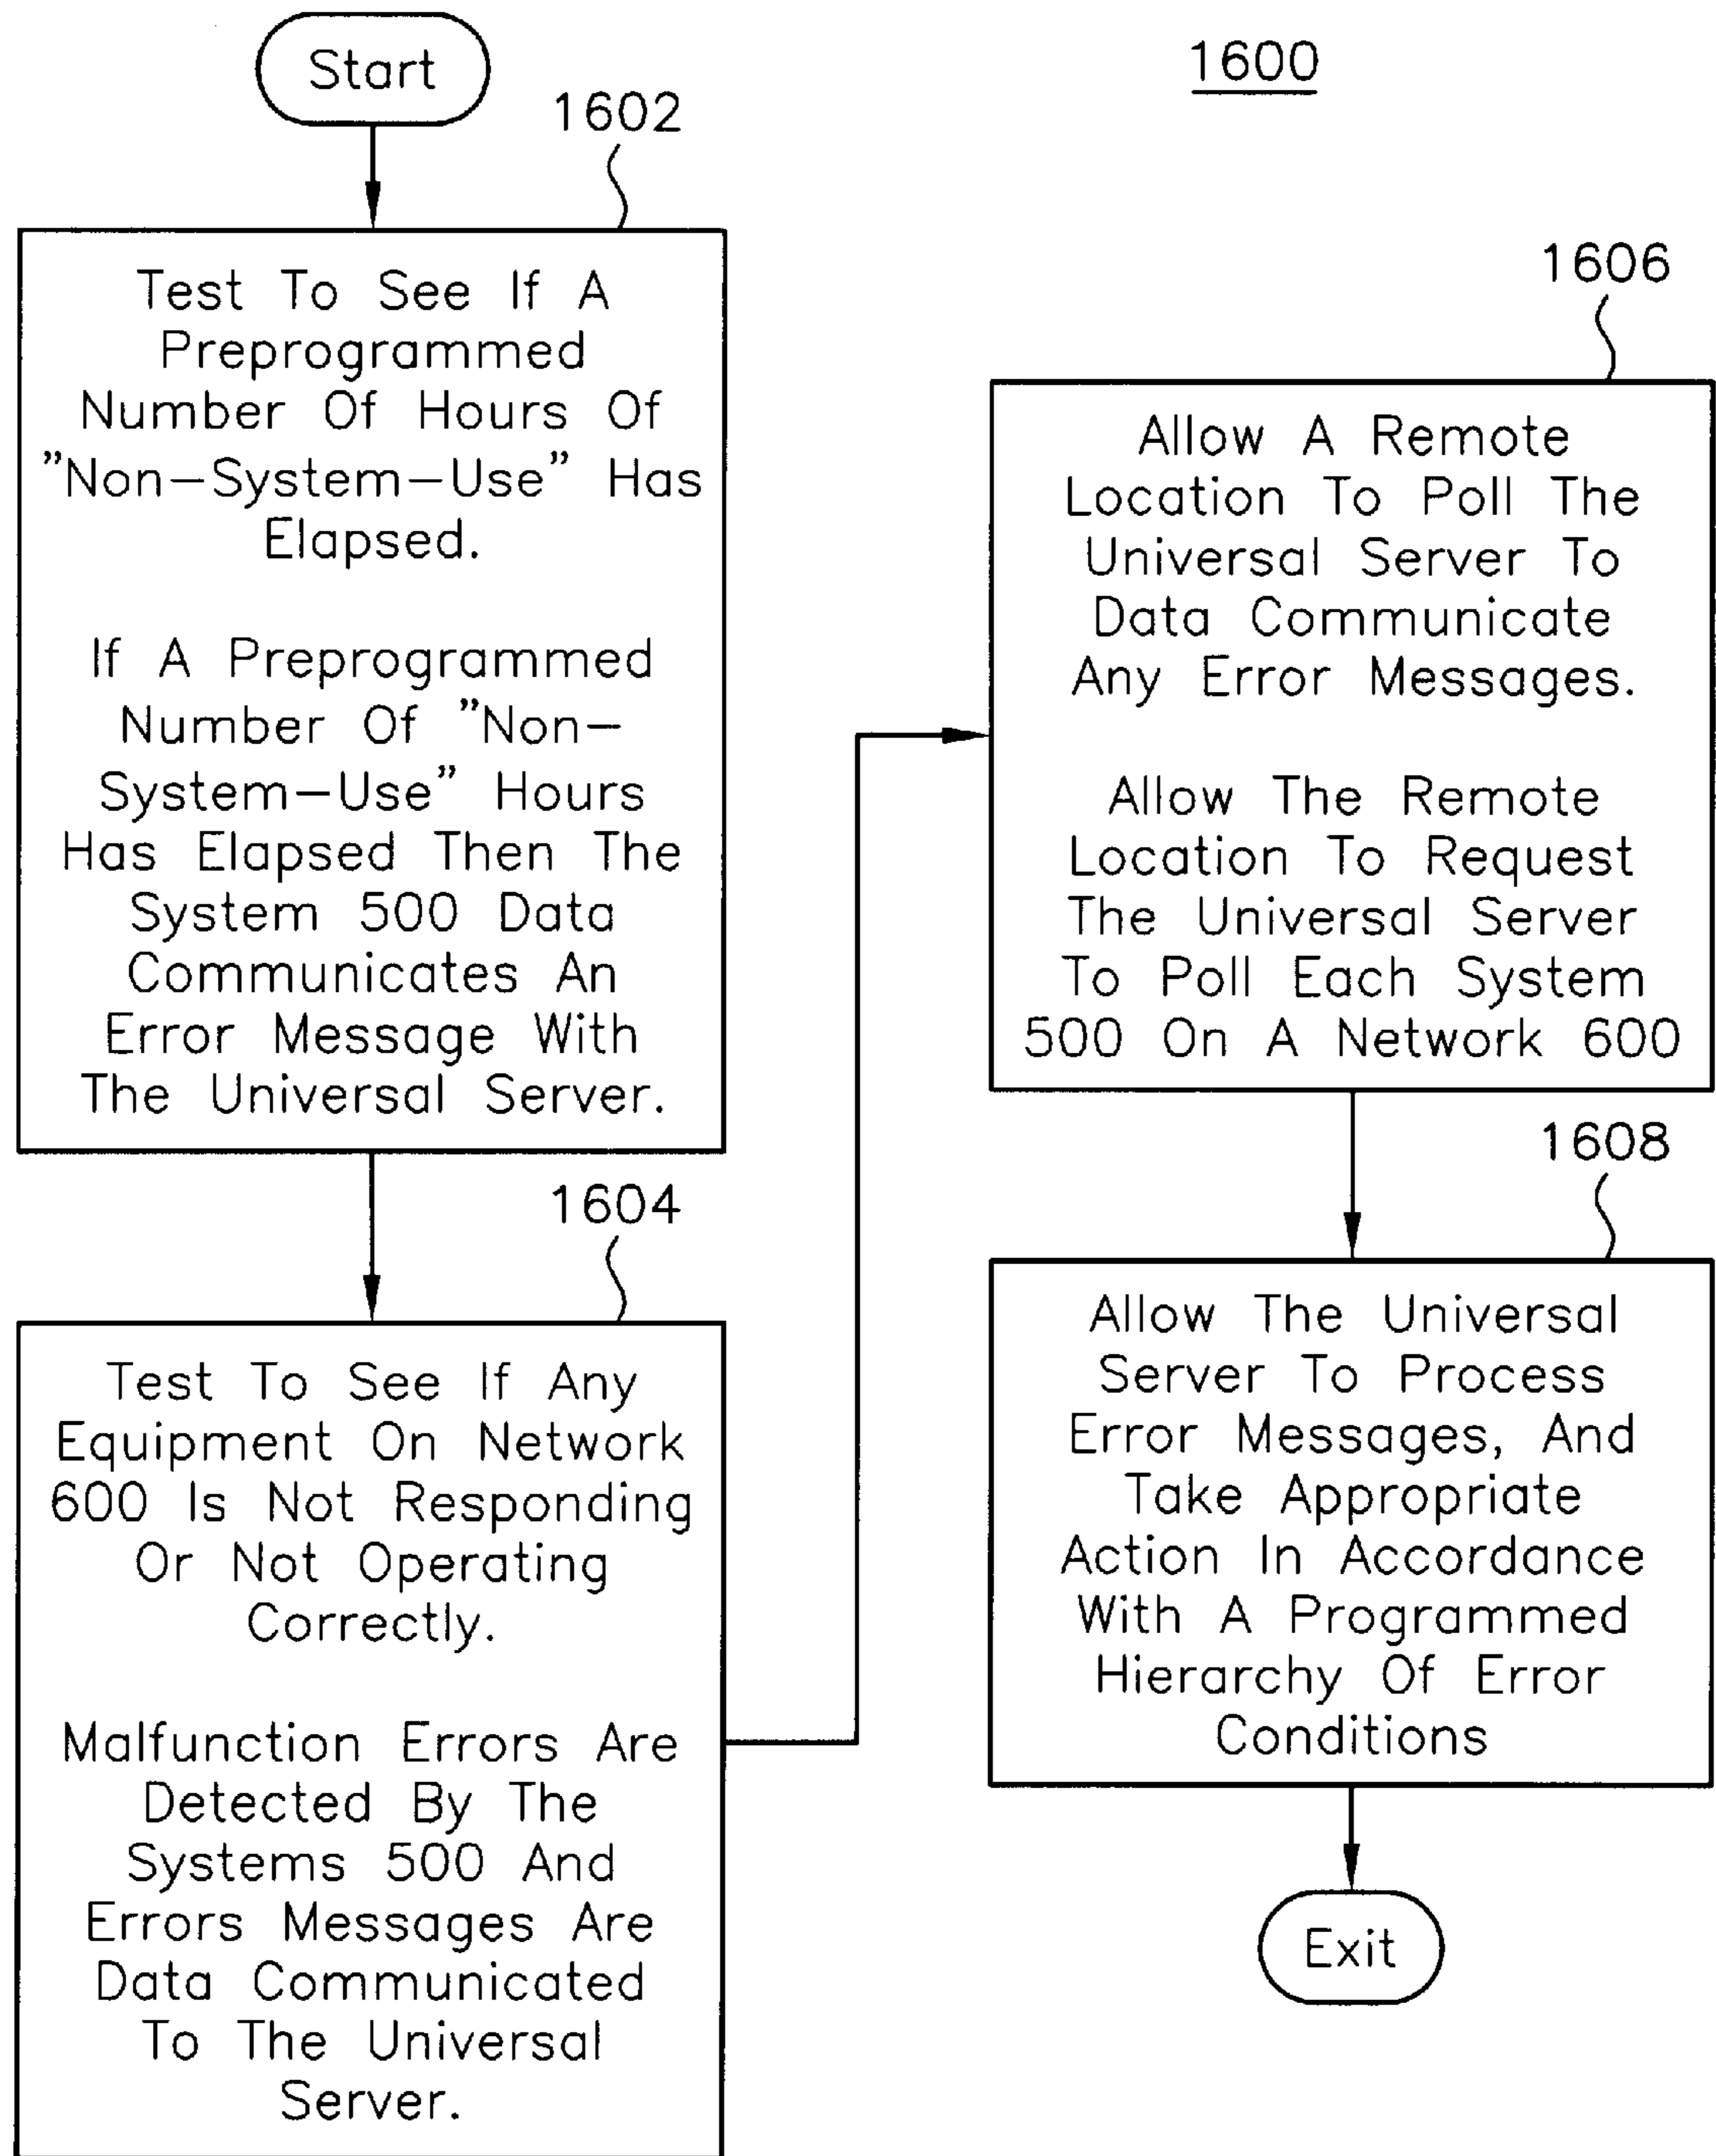 Start
1600
1602
Test To See If A
Preprogrammed
Number Of Hours Of
"Non-System-Use" Has
Elapsed.
If A Preprogrammed
Number Of "Non-
System-Use" Hours
Has Elapsed Then The
System 500 Data
Communicates An
Error Message With
The Universal Server.
1604
Test To See If Any
Equipment On Network
600 Is Not Responding
Or Not Operating
Correctly.
Malfunction Errors Are
Detected By The
Systems 500 And
Errors Messages Are
Data Communicated
To The Universal
Server.
1606
Allow A Remote
Location To Poll The
Universal Server To
Data Communicate
Any Error Messages.
Allow The Remote
Location To Request
The Universal Server
To Poll Each System
500 On A Network 600
1608
Allow The Universal
Server To Process
Error Messages, And
Take Appropriate
Action In Accordance
With A Programmed
Hierarchy Of Error
Conditions
Exit